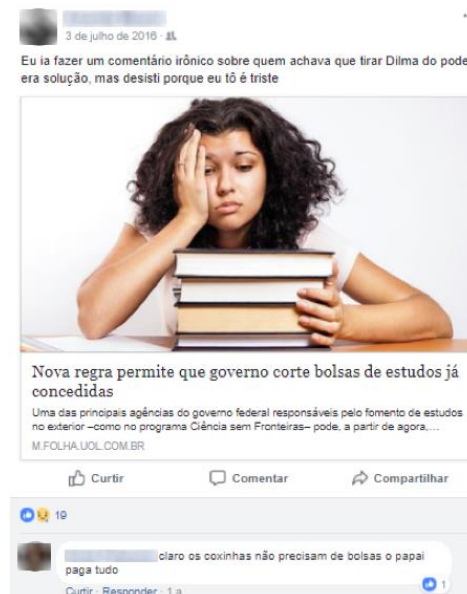 3 de julho de 2016
Eu ia fazer um comentário irônico sobre quem achava que tirar Dilma do pode
era solução, mas desisti porque eu tô é triste
Nova regra permite que governo corte bolsas de estudos já
concedidas
Uma das principais agências do governo federal responsáveis pelo fomento de estudos
no exterior –como no programa Ciência sem Fronteiras– pode, a partir de agora,...
M.FOLHA.UOL.COM.BR
Curtir Comentar Compartilhar
19
claro os coxinhas não precisam de bolsas o papai
paga tudo
Curtir · Responder · 1 a
1